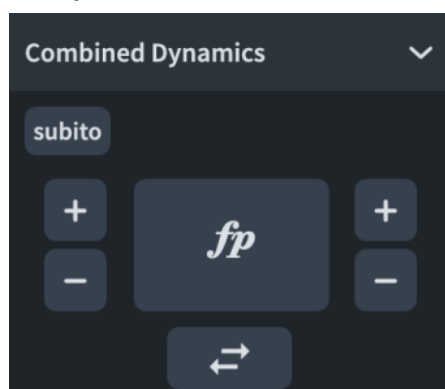 Combined Dynamics
subito
+ +
fp
− −